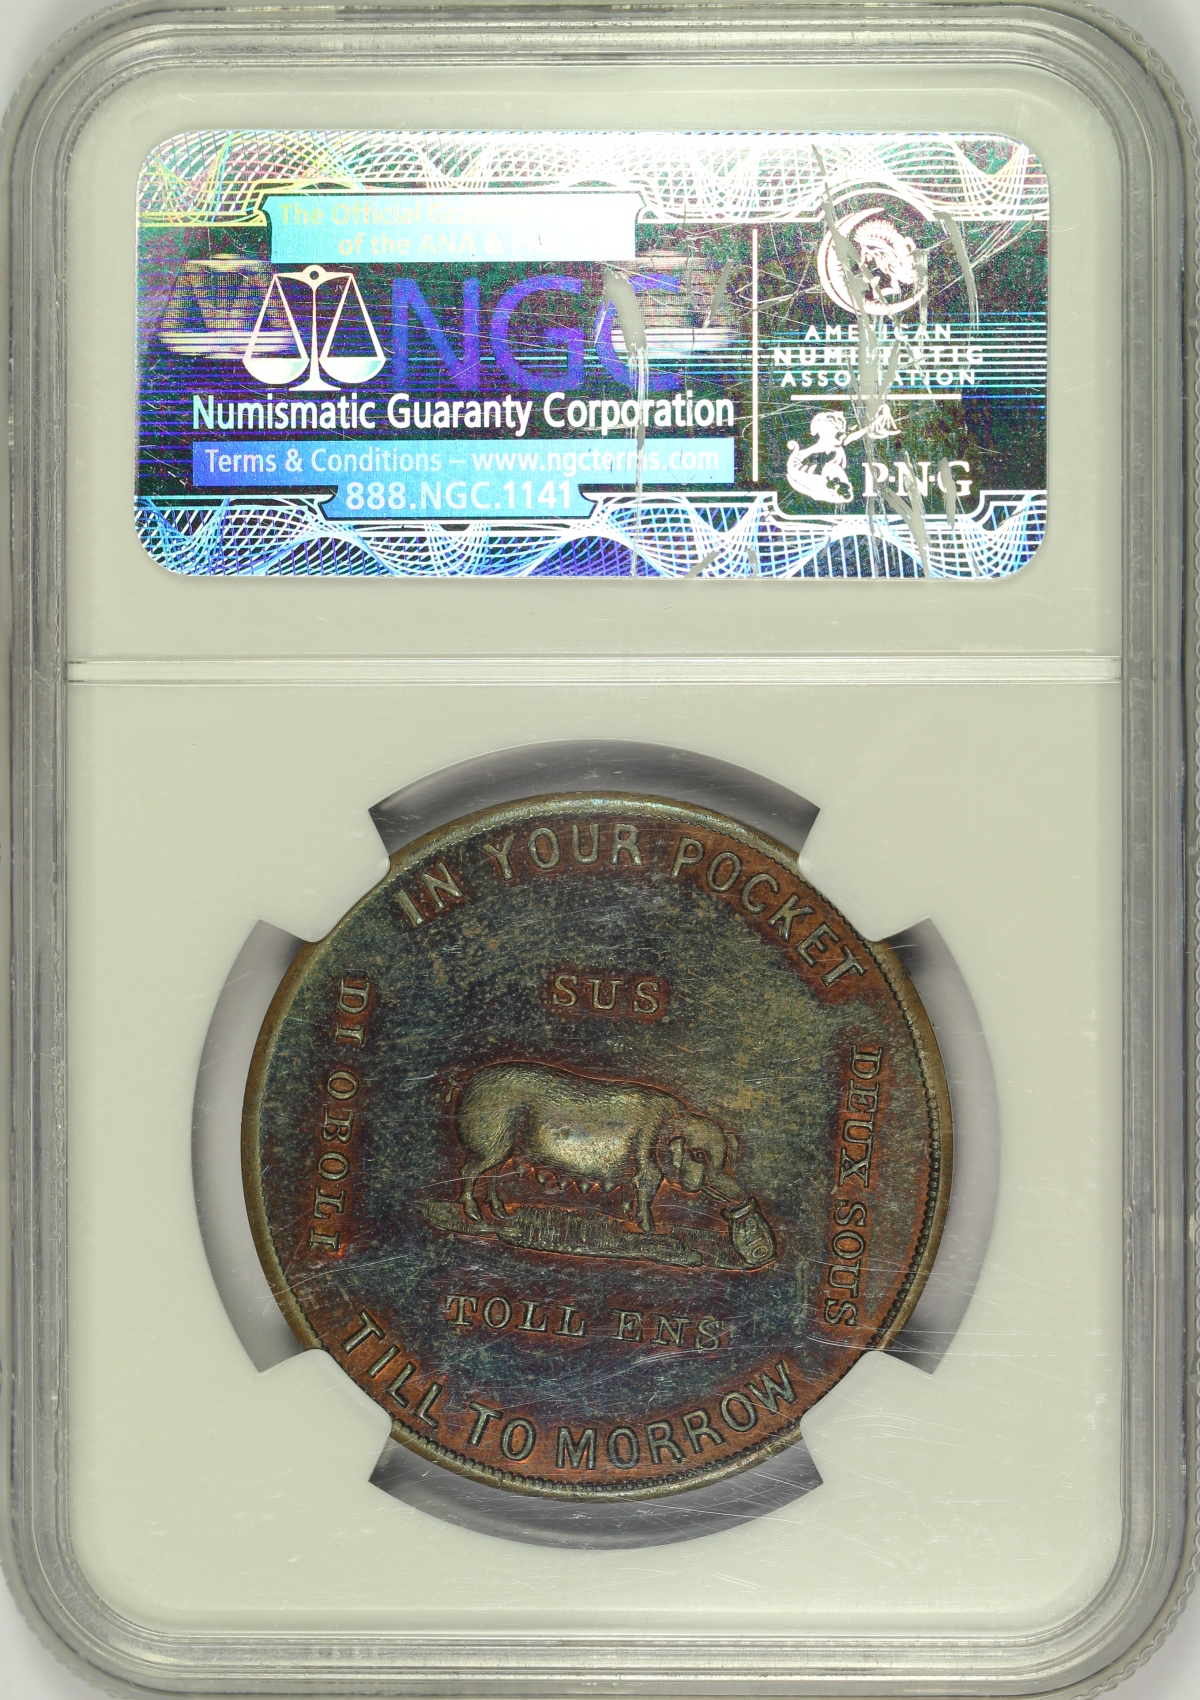 The Official
of the ANA &
NGC
Numismatic Guaranty Corporation
Terms & Conditions – www.ngcterms.com
888.NGC.1141
AMERICAN
NUMISMATIC
ASSOCIATION
P·N·G
IN YOUR POCKET
SUS
DI OBOLI
DEUX SOUS
TOLL ENS
TILL TO MORROW